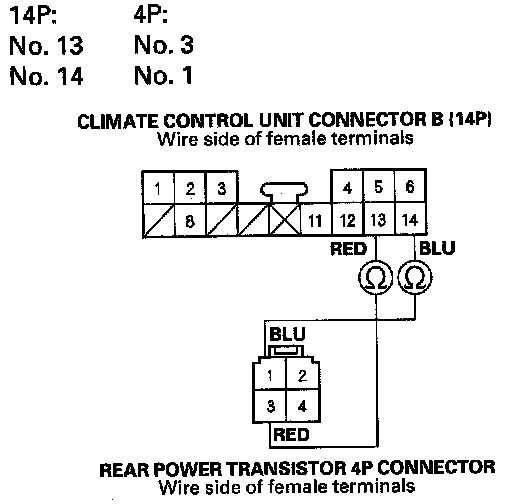 14P: 4P:
No. 13 No. 3
No. 14 No. 1
CLIMATE CONTROL UNIT CONNECTOR B (14P)
Wire side of female terminals
1 2 3 4 5 6
8 11 12 13 14
RED BLU
Ω Ω
BLU
1 2
3 4
RED
REAR POWER TRANSISTOR 4P CONNECTOR
Wire side of female terminals